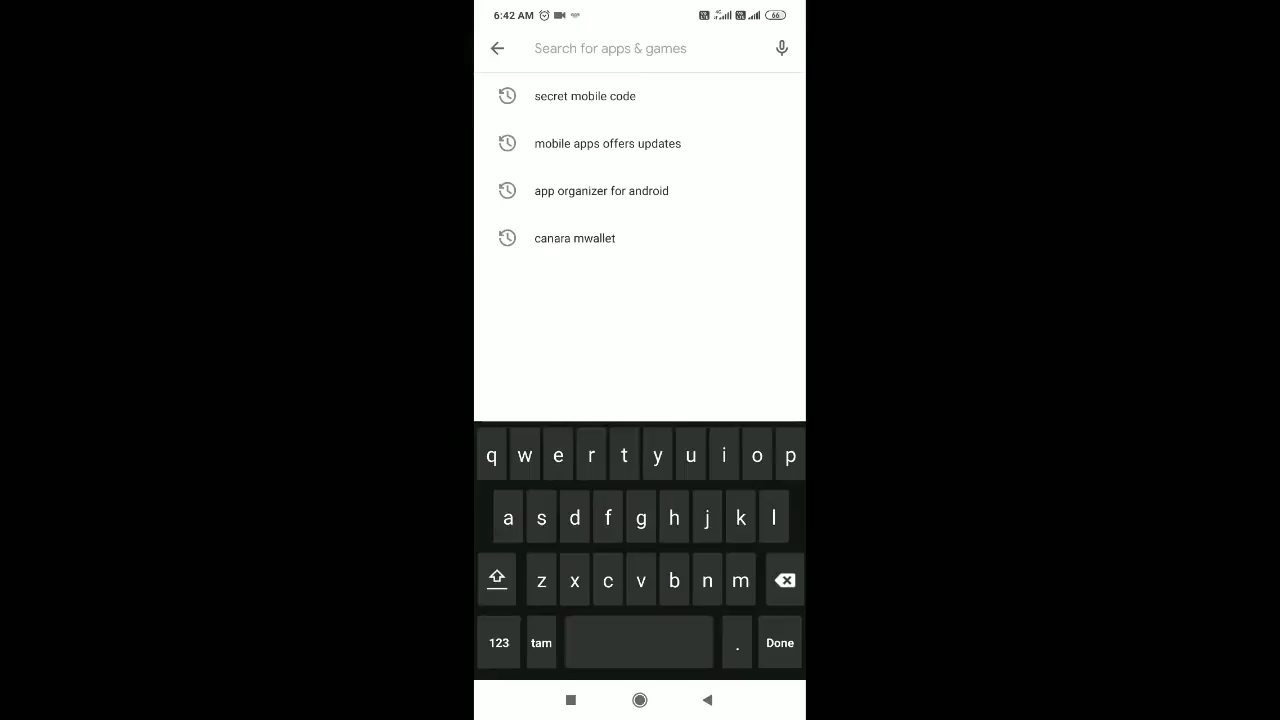 6:42 AM 66
Search for apps & games
secret mobile code
mobile apps offers updates
app organizer for android
canara mwallet
q w e r t y u i o p
a s d f g h j k l
z x c v b n m
123 tam . Done